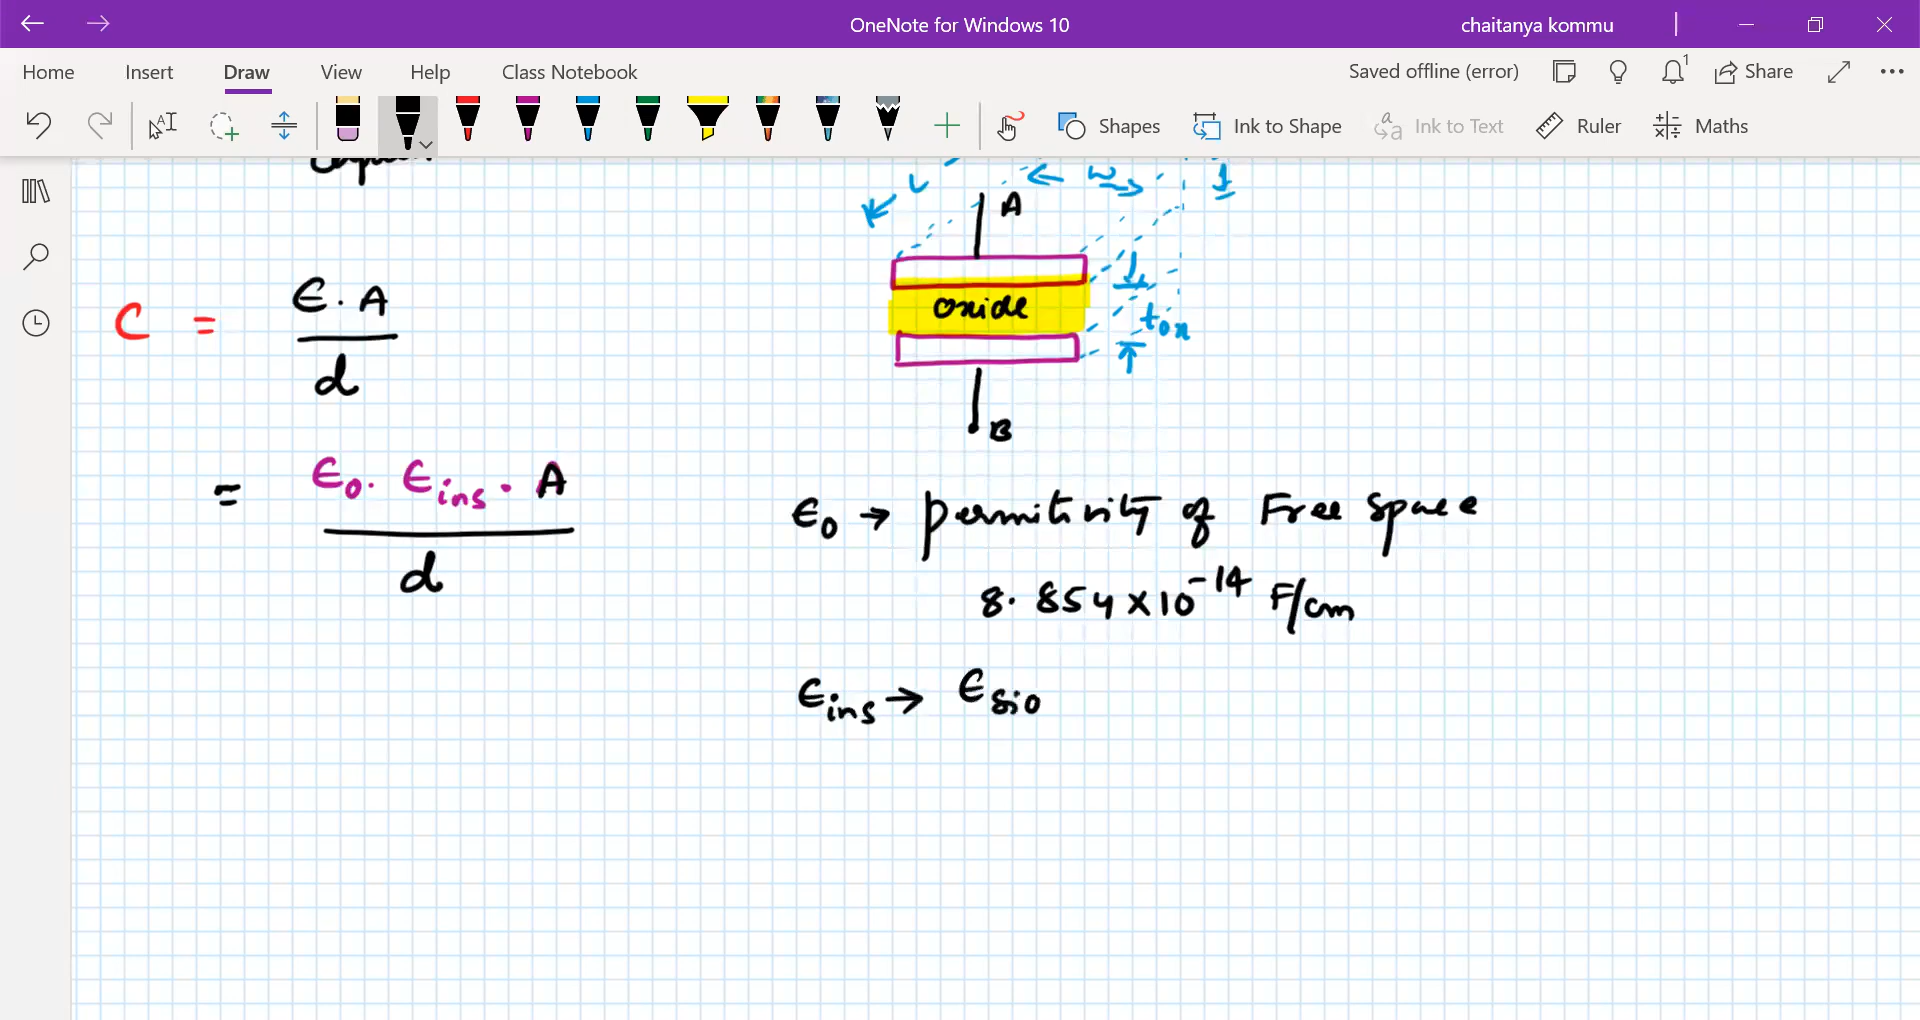 OneNote for Windows 10
chaitanya kommu
Home Insert Draw View Help Class Notebook
Saved offline (error) 1 Share
Shapes Ink to Shape Ink to Text Ruler Maths
L w
A
C = ϵ · A / d
oxide
tox
B
= ϵ0 · ϵins · A / d
ϵ0 → permitivity of Free Space
8.854 × 10^-14 F/cm
ϵins → ϵSiO